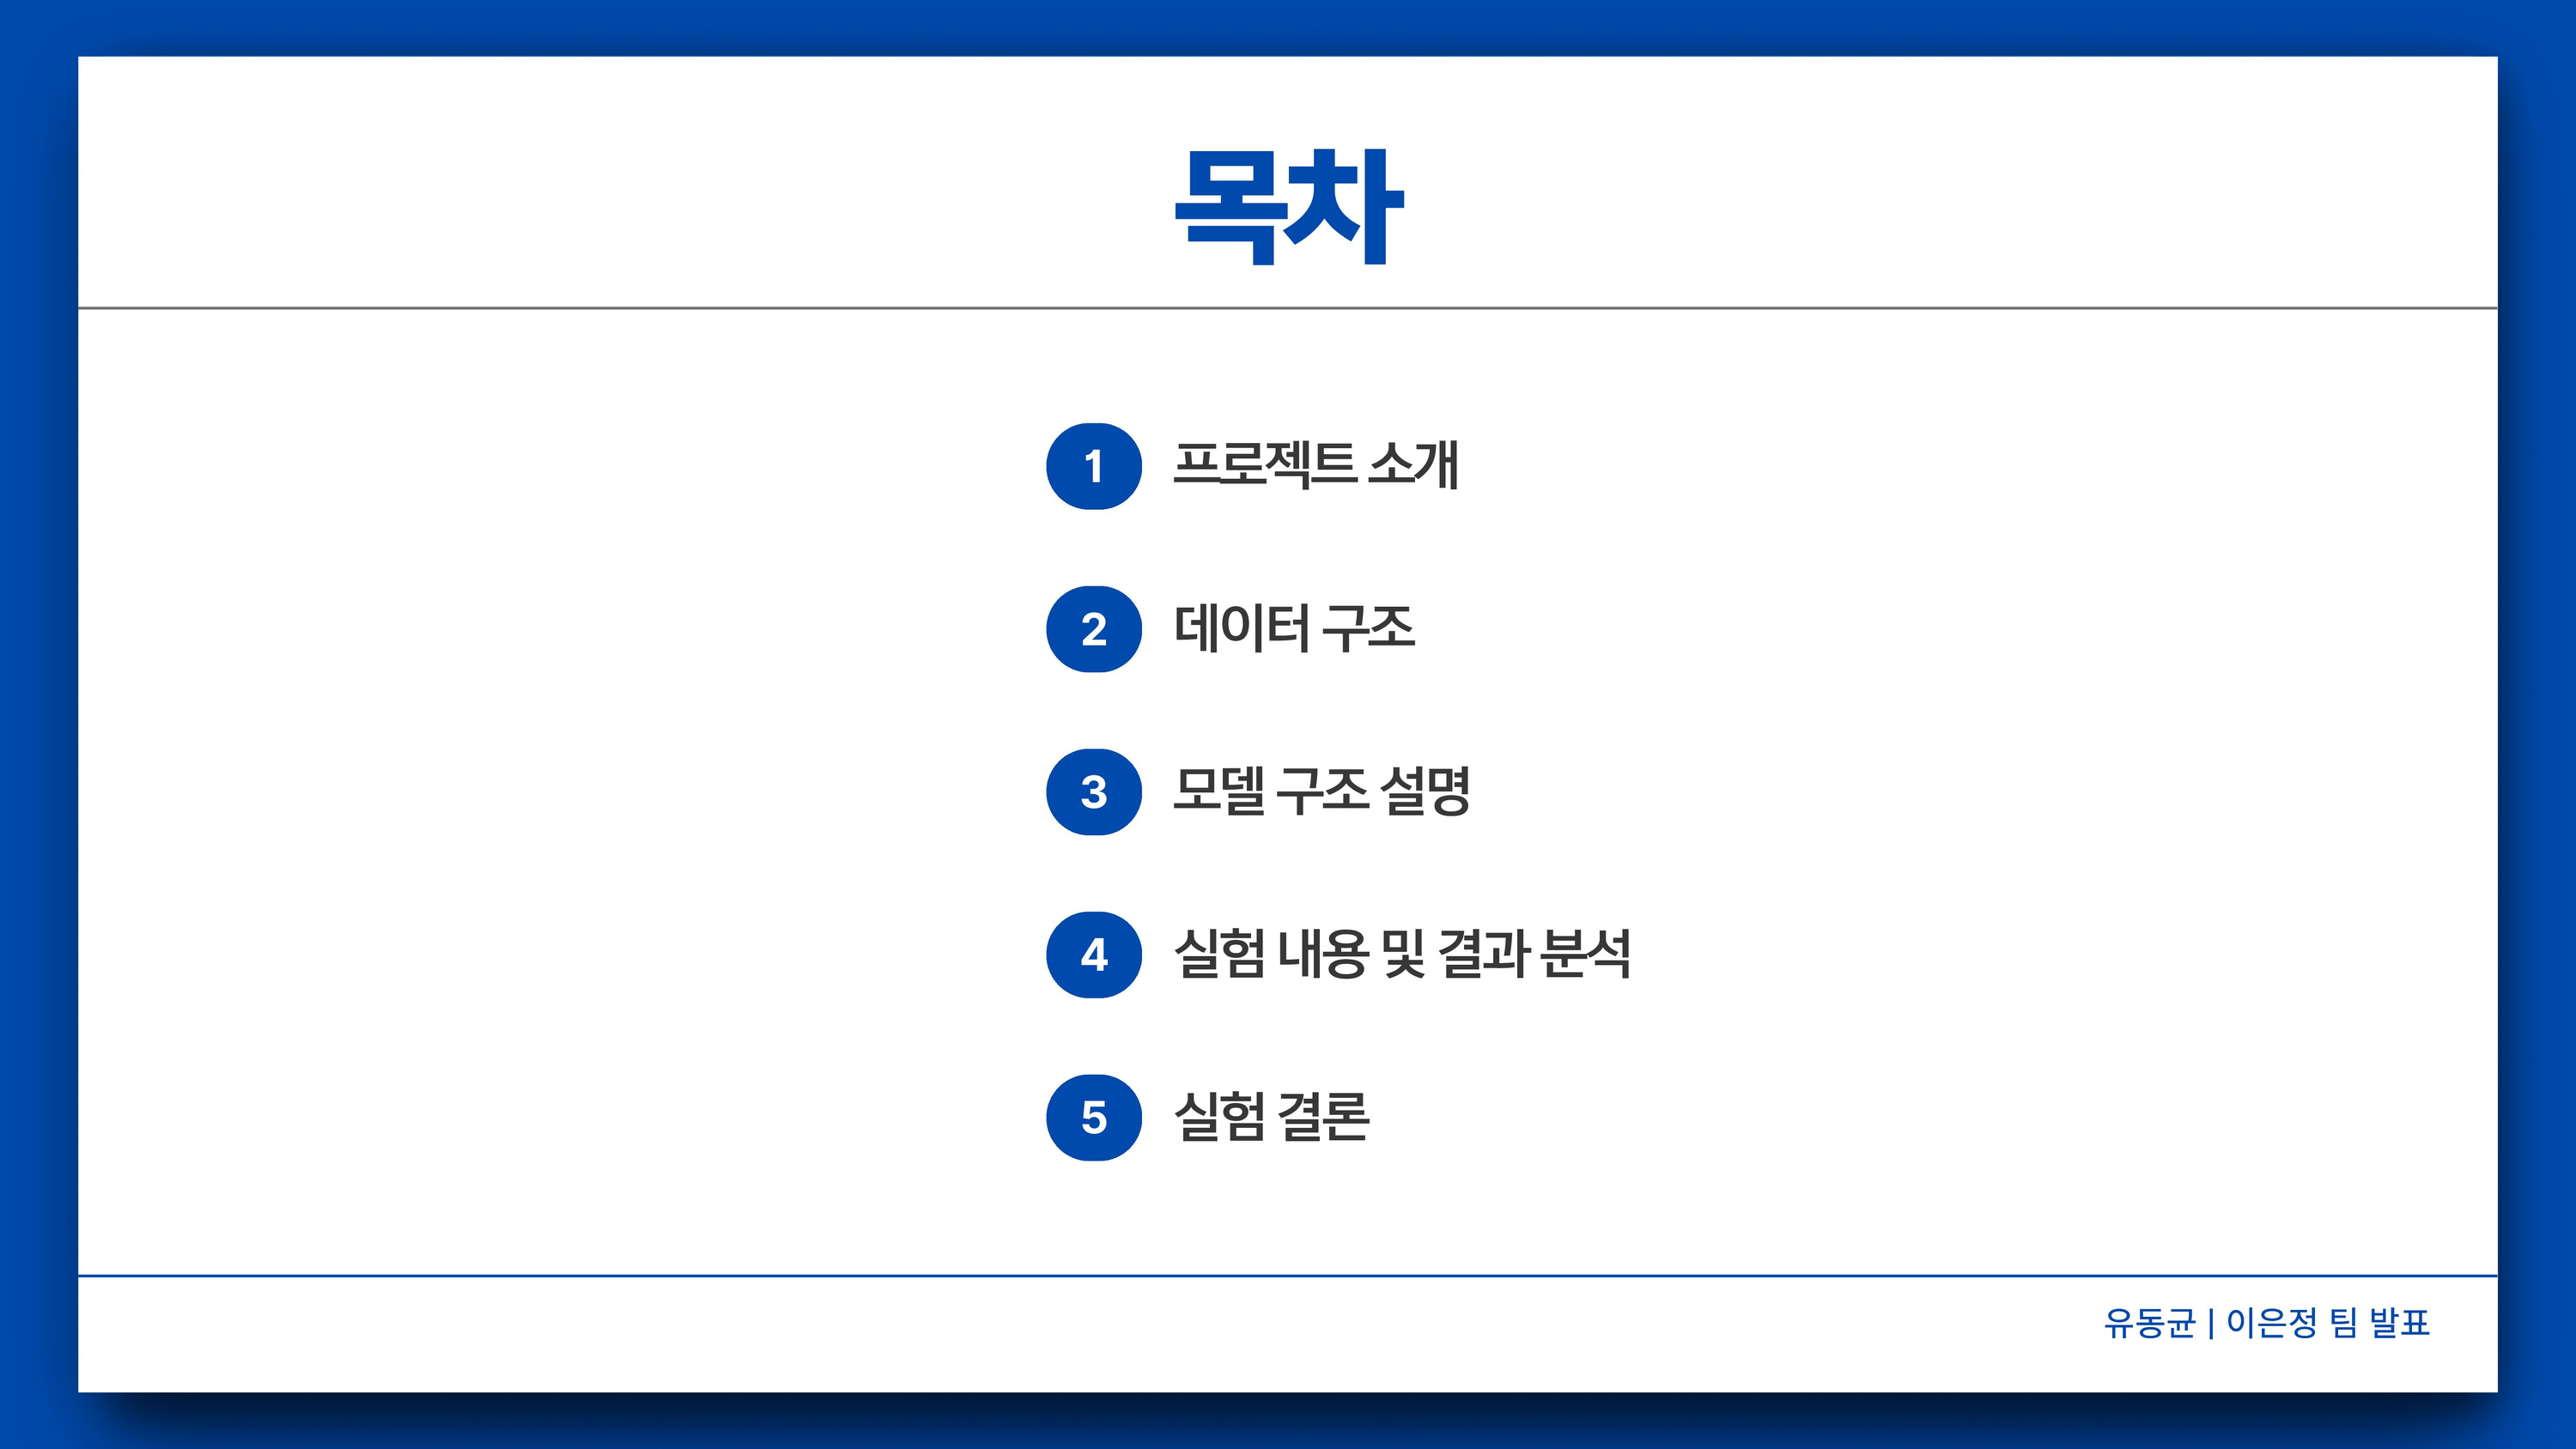 목차
1 프로젝트 소개
2 데이터 구조
3 모델 구조 설명
4 실험 내용 및 결과 분석
5 실험 결론
유동균 | 이은정 팀 발표